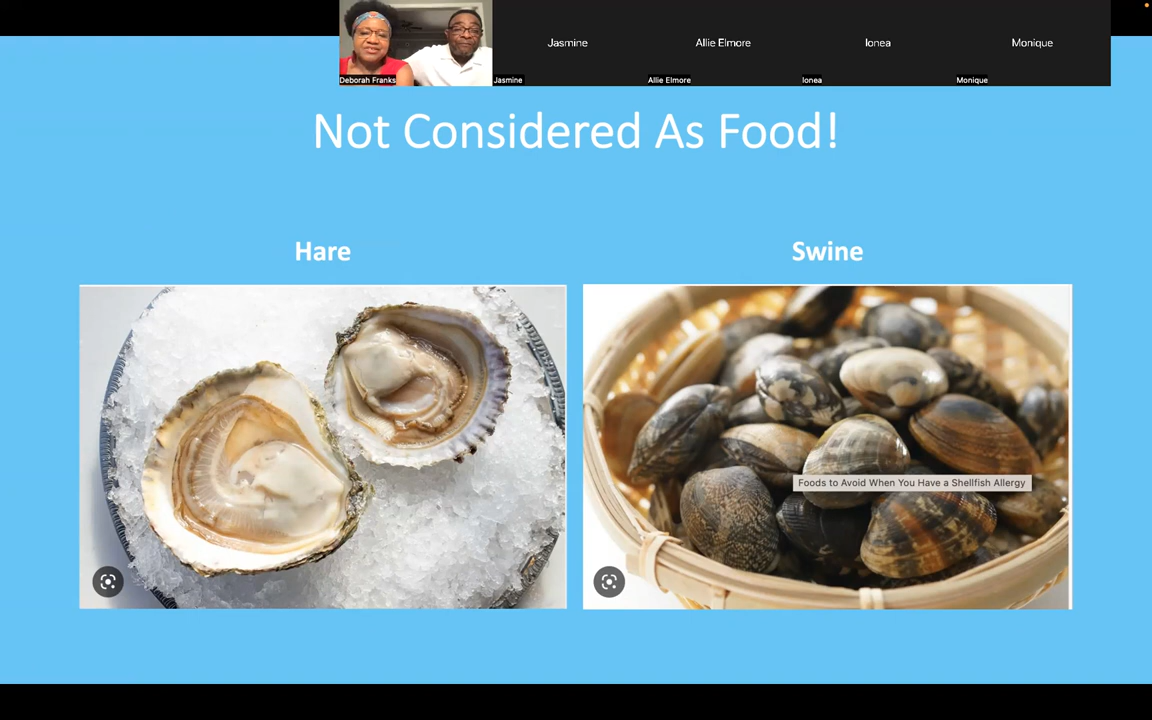 Jasmine
Allie Elmore
Ionea
Monique
Deborah Franks
Jasmine
Allie Elmore
Ionea
Monique
Not Considered As Food!
Hare
Swine
Foods to Avoid When You Have a Shellfish Allergy